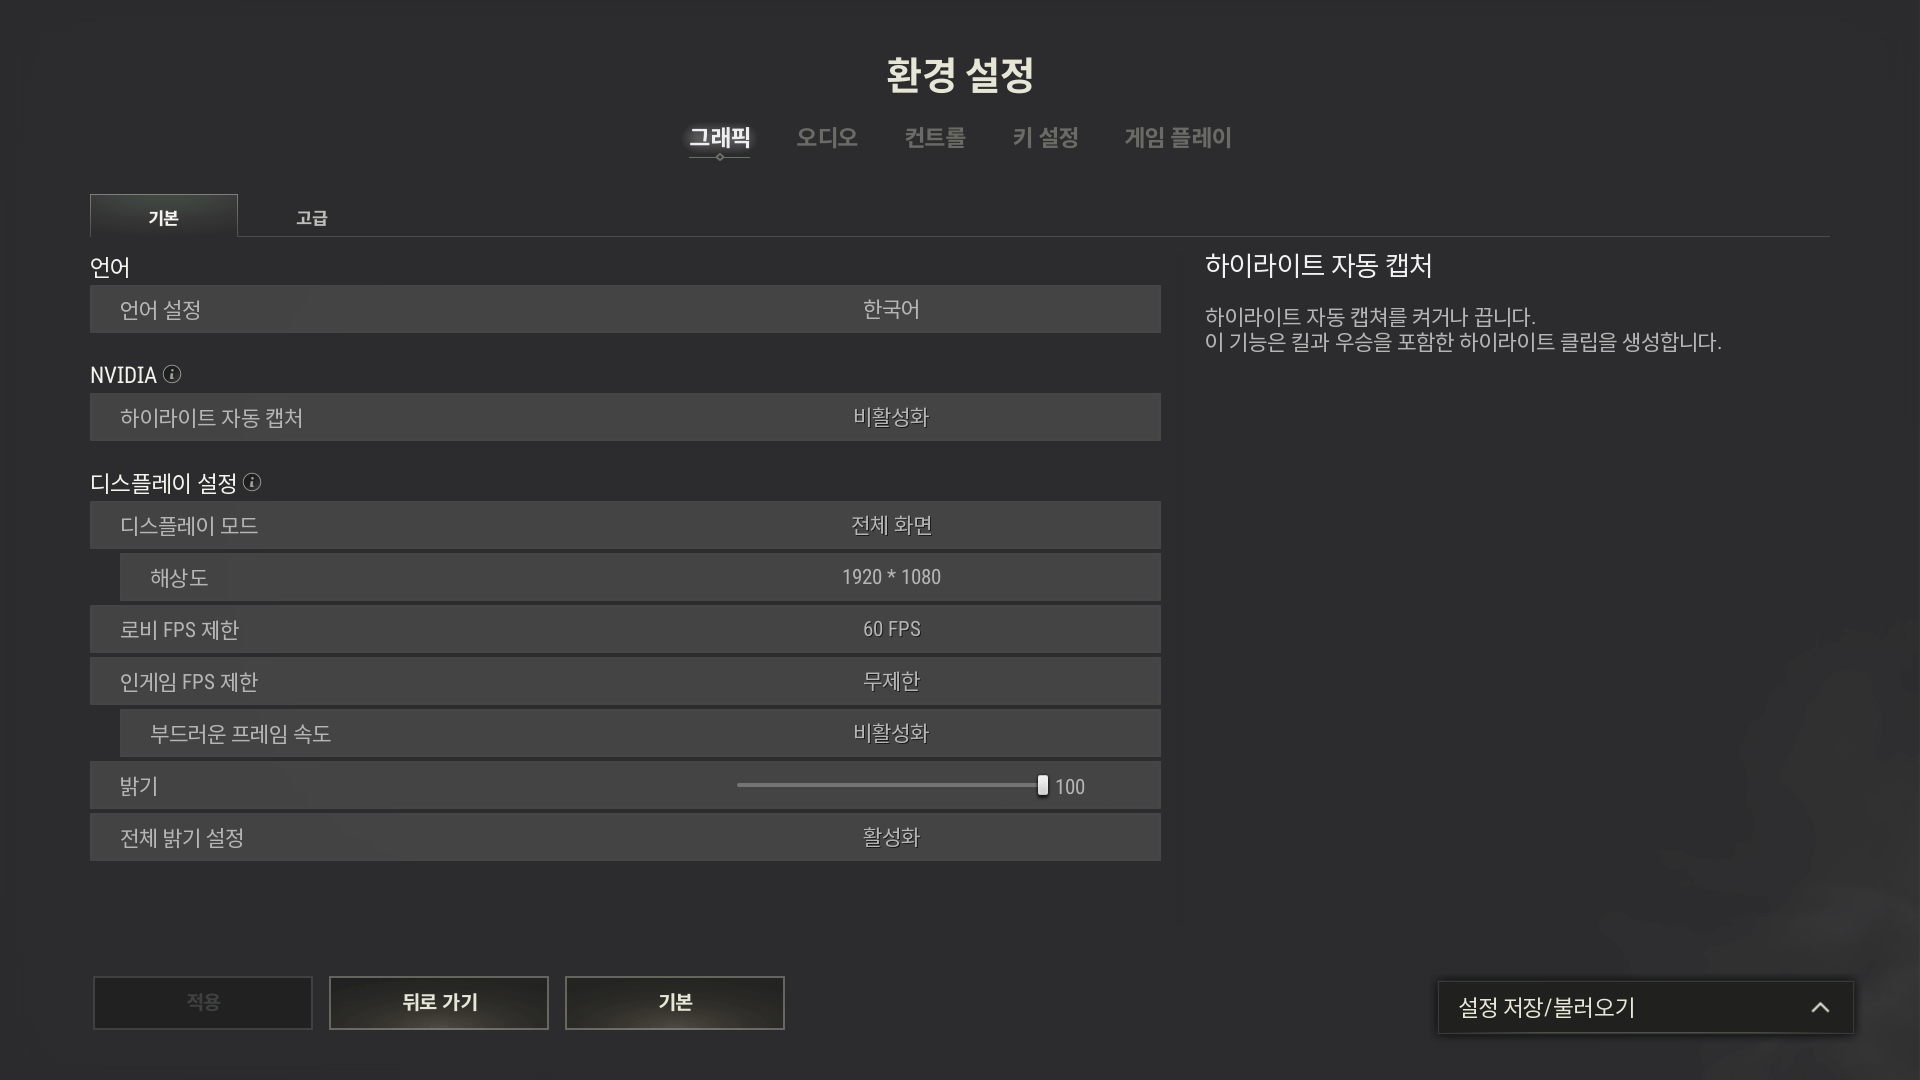 환경 설정
그래픽 오디오 컨트롤 키 설정 게임 플레이
기본 고급
언어
언어 설정 한국어
NVIDIA
하이라이트 자동 캡처 비활성화
디스플레이 설정
디스플레이 모드 전체 화면
해상도 1920 * 1080
로비 FPS 제한 60 FPS
인게임 FPS 제한 무제한
부드러운 프레임 속도 비활성화
밝기 100
전체 밝기 설정 활성화
하이라이트 자동 캡처
하이라이트 자동 캡쳐를 켜거나 끕니다.
이 기능은 킬과 우승을 포함한 하이라이트 클립을 생성합니다.
적용 뒤로 가기 기본
설정 저장/불러오기